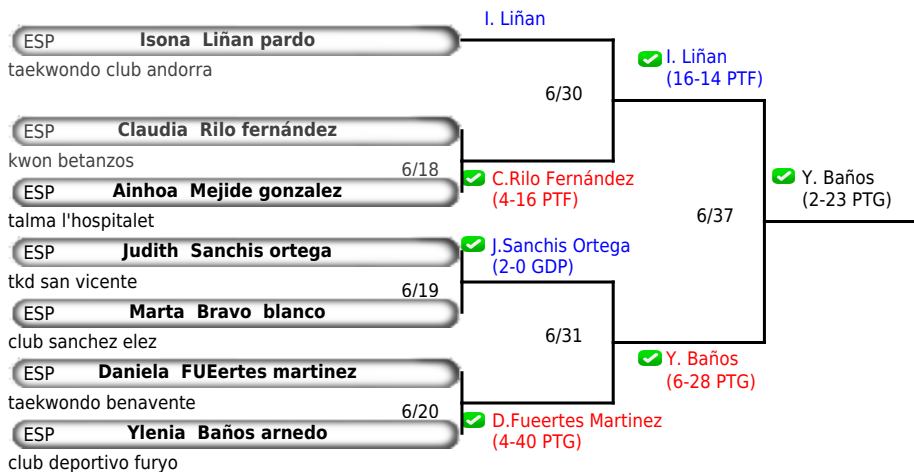 I. Liñan
ESP Isona Liñan pardo
taekwondo club andorra
I. Liñan
(16-14 PTF)
6/30
ESP Claudia Rilo fernández
kwon betanzos
6/18
C.Rilo Fernández
(4-16 PTF)
ESP Ainhoa Mejide gonzalez
talma l'hospitalet
Y. Baños
(2-23 PTG)
6/37
ESP Judith Sanchis ortega
tkd san vicente
J.Sanchis Ortega
(2-0 GDP)
6/19
ESP Marta Bravo blanco
club sanchez elez
6/31
Y. Baños
(6-28 PTG)
ESP Daniela FUEertes martinez
taekwondo benavente
6/20
D.Fueertes Martinez
(4-40 PTG)
ESP Ylenia Baños arnedo
club deportivo furyo